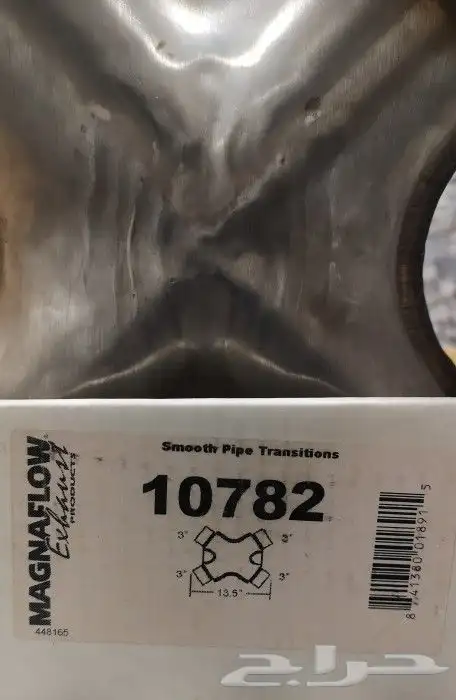 Smooth Pipe Transitions
10782
MAGNAFLOW
Exhaust
PRODUCTS
3"
3"
3"
3"
13.5"
8 41380 01891 5
448165
حراج